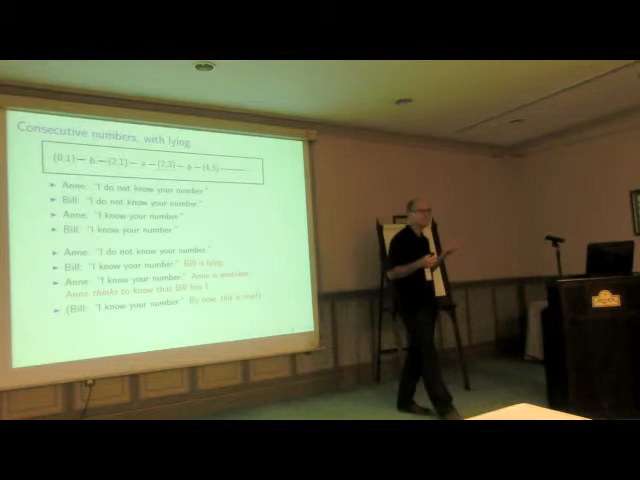 Consecutive numbers, with lying
(0,1) — b — (2,1) — a — (2,3) — b — (4,3) ———
Anne: "I do not know your number."
Bill: "I do not know your number."
Anne: "I know your number."
Bill: "I know your number."
Anne: "I do not know your number."
Bill: "I know your number." Bill is lying.
Anne: "I know your number." Anne is mistaken.
Anne thinks to know that Bill has 1
(Bill: "I know your number." By now, this is true!)